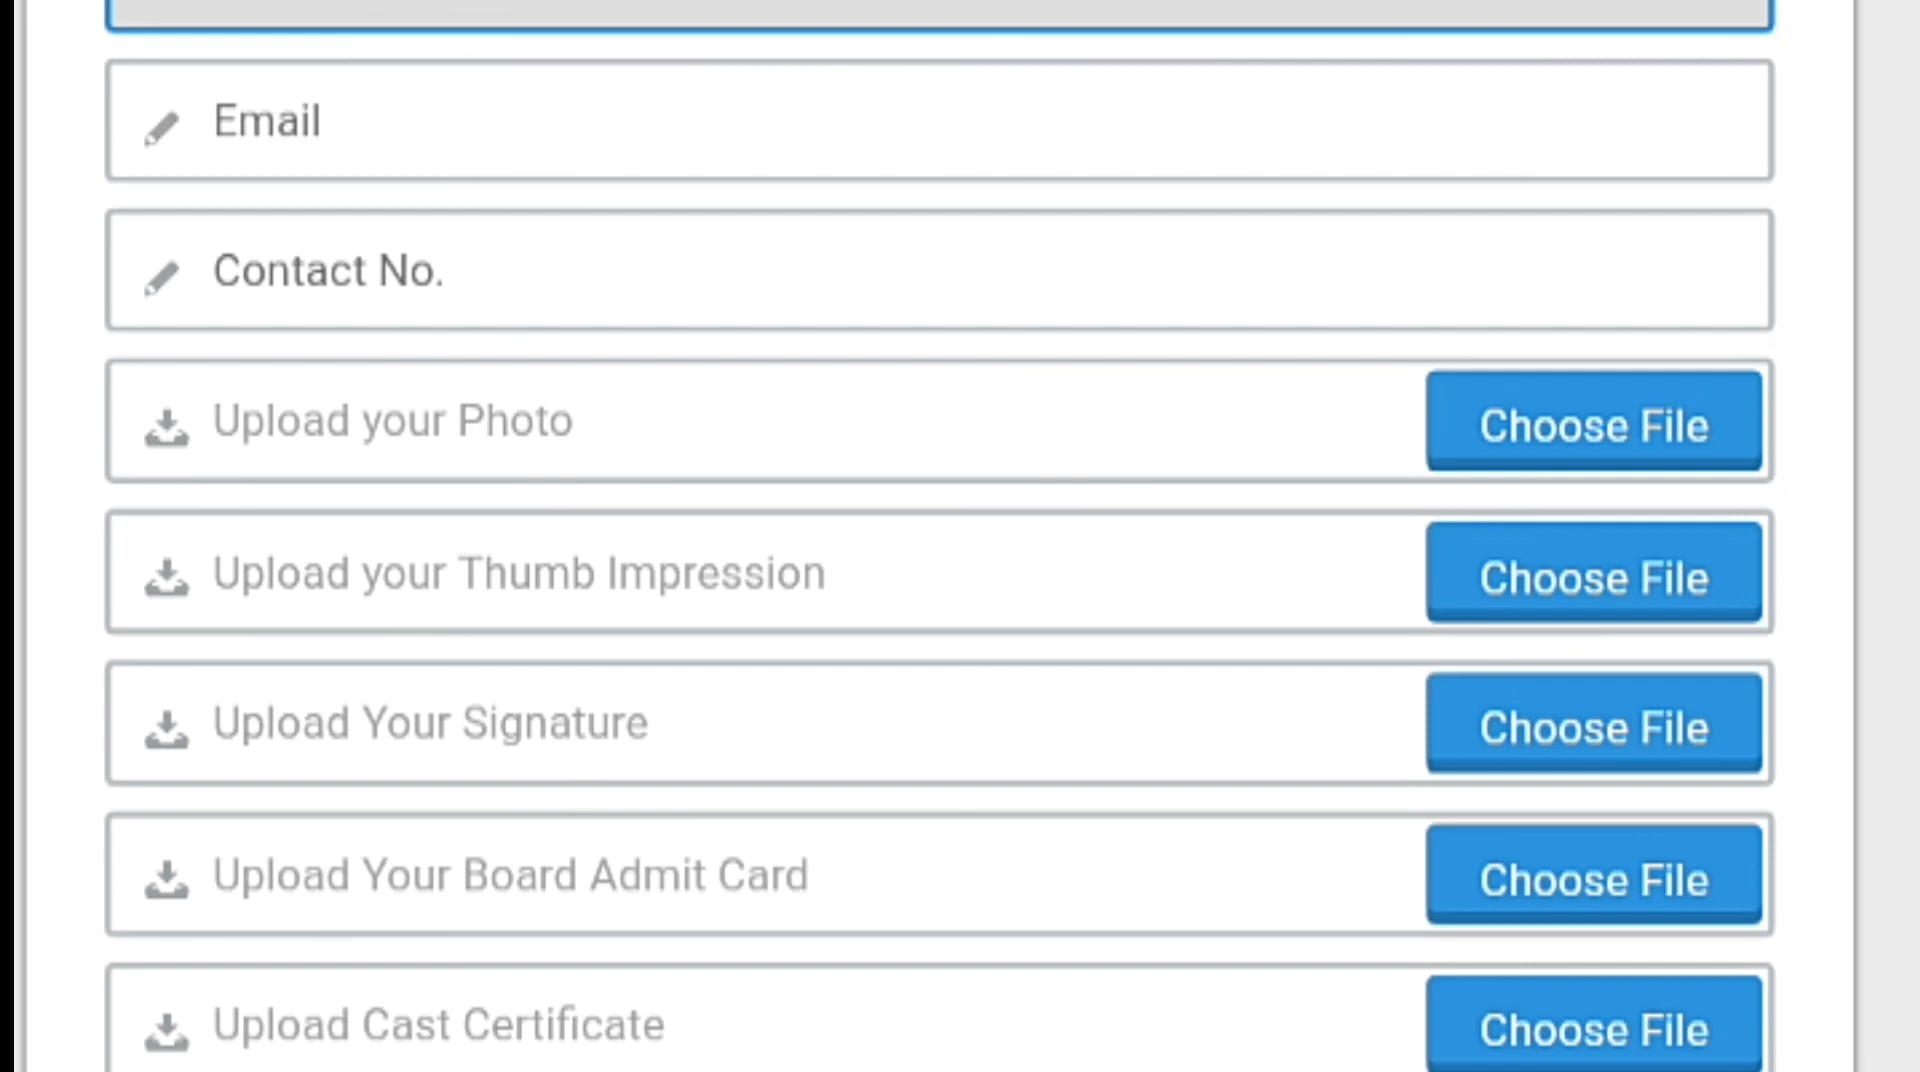 Email
Contact No.
Upload your Photo
Choose File
Upload your Thumb Impression
Choose File
Upload Your Signature
Choose File
Upload Your Board Admit Card
Choose File
Upload Cast Certificate
Choose File